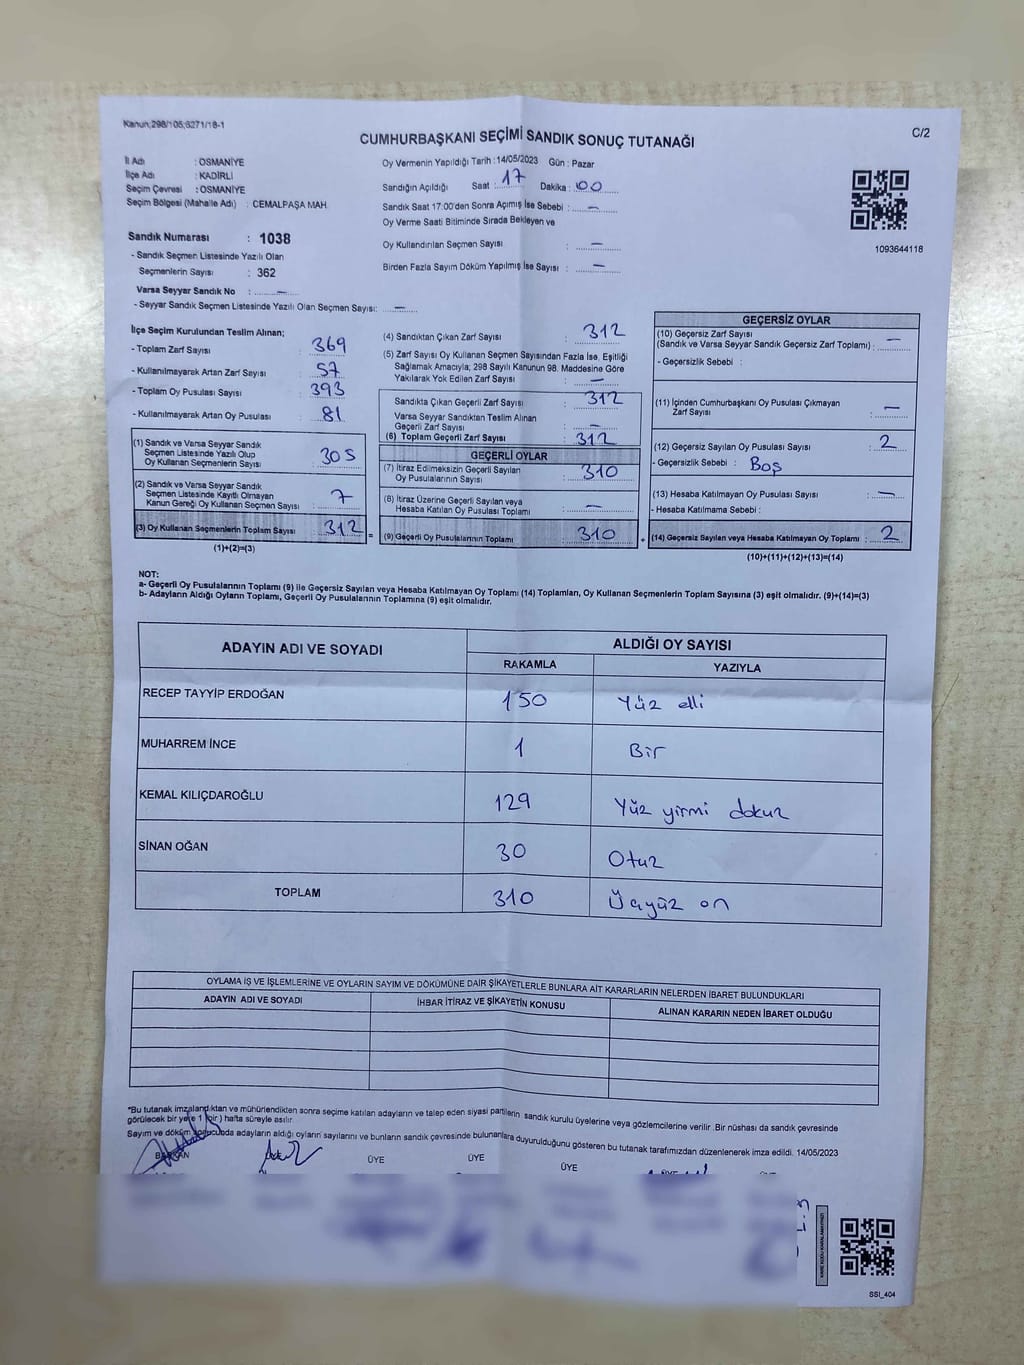 Kanun;298/105;6271/18-1
CUMHURBAŞKANI SEÇİMİ SANDIK SONUÇ TUTANAĞI
C/2
İl Adı : OSMANİYE
İlçe Adı : KADİRLİ
Seçim Çevresi : OSMANİYE
Seçim Bölgesi (Mahalle Adı) : CEMALPAŞA MAH.
Oy Vermenin Yapıldığı Tarih : 14/05/2023 Gün : Pazar
Sandığın Açıldığı Saat : 17 Dakika : 00
Sandık Saat 17.00'den Sonra Açımış İse Sebebi : —
Oy Verme Saati Bitiminde Sırada Bekleyen ve
Oy Kullandırılan Seçmen Sayısı : —
Birden Fazla Sayım Döküm Yapılmış İse Sayısı : —
1093644118
Sandık Numarası : 1038
- Sandık Seçmen Listesinde Yazılı Olan
Seçmenlerin Sayısı : 362
Varsa Seyyar Sandık No : —
- Seyyar Sandık Seçmen Listesinde Yazılı Olan Seçmen Sayısı: —
İlçe Seçim Kurulundan Teslim Alınan;
- Toplam Zarf Sayısı : 369
- Kullanılmayarak Artan Zarf Sayısı : 57
- Toplam Oy Pusulası Sayısı : 393
- Kullanılmayarak Artan Oy Pusulası : 81
(1) Sandık ve Varsa Seyyar Sandık
Seçmen Listesinde Yazılı Olup
Oy Kullanan Seçmenlerin Sayısı : 305
(2) Sandık ve Varsa Seyyar Sandık
Seçmen Listesinde Kayıtlı Olmayan
Kanun Gereği Oy Kullanan Seçmen Sayısı : 7
(3) Oy Kullanan Seçmenlerin Toplam Sayısı : 312
(1)+(2)=(3)
(4) Sandıktan Çıkan Zarf Sayısı : 312
(5) Zarf Sayısı Oy Kullanan Seçmen Sayısından Fazla İse, Eşitliği
Sağlamak Amacıyla; 298 Sayılı Kanunun 98. Maddesine Göre
Yakılarak Yok Edilen Zarf Sayısı : —
Sandıkta Çıkan Geçerli Zarf Sayısı : 312
Varsa Seyyar Sandıktan Teslim Alınan
Geçerli Zarf Sayısı : —
(6) Toplam Geçerli Zarf Sayısı : 312
GEÇERLİ OYLAR
(7) İtiraz Edilmeksizin Geçerli Sayılan
Oy Pusulalarının Sayısı : 310
(8) İtiraz Üzerine Geçerli Sayılan veya
Hesaba Katılan Oy Pusulası Toplamı : —
= (9) Geçerli Oy Pusulalarının Toplamı : 310
GEÇERSİZ OYLAR
(10) Geçersiz Zarf Sayısı
(Sandık ve Varsa Seyyar Sandık Geçersiz Zarf Toplamı) : —
- Geçersizlik Sebebi :
(11) İçinden Cumhurbaşkanı Oy Pusulası Çıkmayan
Zarf Sayısı : —
(12) Geçersiz Sayılan Oy Pusulası Sayısı : 2
- Geçersizlik Sebebi : Boş
(13) Hesaba Katılmayan Oy Pusulası Sayısı : —
- Hesaba Katılmama Sebebi :
+ (14) Geçersiz Sayılan veya Hesaba Katılmayan Oy Toplamı : 2
(10)+(11)+(12)+(13)=(14)
NOT:
a- Geçerli Oy Pusulalarının Toplamı (9) ile Geçersiz Sayılan veya Hesaba Katılmayan Oy Toplamı (14) Toplamları, Oy Kullanan Seçmenlerin Toplam Sayısına (3) eşit olmalıdır. (9)+(14)=(3)
b- Adayların Aldığı Oyların Toplamı, Geçerli Oy Pusulalarının Toplamına (9) eşit olmalıdır.
ADAYIN ADI VE SOYADI ALDIĞI OY SAYISI
RAKAMLA YAZIYLA
RECEP TAYYİP ERDOĞAN 150 Yüz elli
MUHARREM İNCE 1 Bir
KEMAL KILIÇDAROĞLU 129 Yüz yirmi dokuz
SİNAN OĞAN 30 Otuz
TOPLAM 310 Üçyüz on
OYLAMA İŞ VE İŞLEMLERİNE VE OYLARIN SAYIM VE DÖKÜMÜNE DAİR ŞİKAYETLERLE BUNLARA AİT KARARLARIN NELERDEN İBARET BULUNDUKLARI
ADAYIN ADI VE SOYADI İHBAR İTİRAZ VE ŞİKAYETİN KONUSU ALINAN KARARIN NEDEN İBARET OLDUĞU
*Bu tutanak imzalandıktan ve mühürlendikten sonra seçime katılan adayların ve talep eden siyasi partilerin sandık kurulu üyelerine veya gözlemcilerine verilir. Bir nüshası da sandık çevresinde
görülecek bir yere 1 (bir) hafta süreyle asılır.
Sayım ve döküm sonucunda adayların aldığı oyların sayılarını ve bunların sandık çevresinde bulunanlara duyurulduğunu gösteren bu tutanak tarafımızdan düzenlenerek imza edildi. 14/05/2023
BAŞKAN ÜYE ÜYE ÜYE
SSI_404